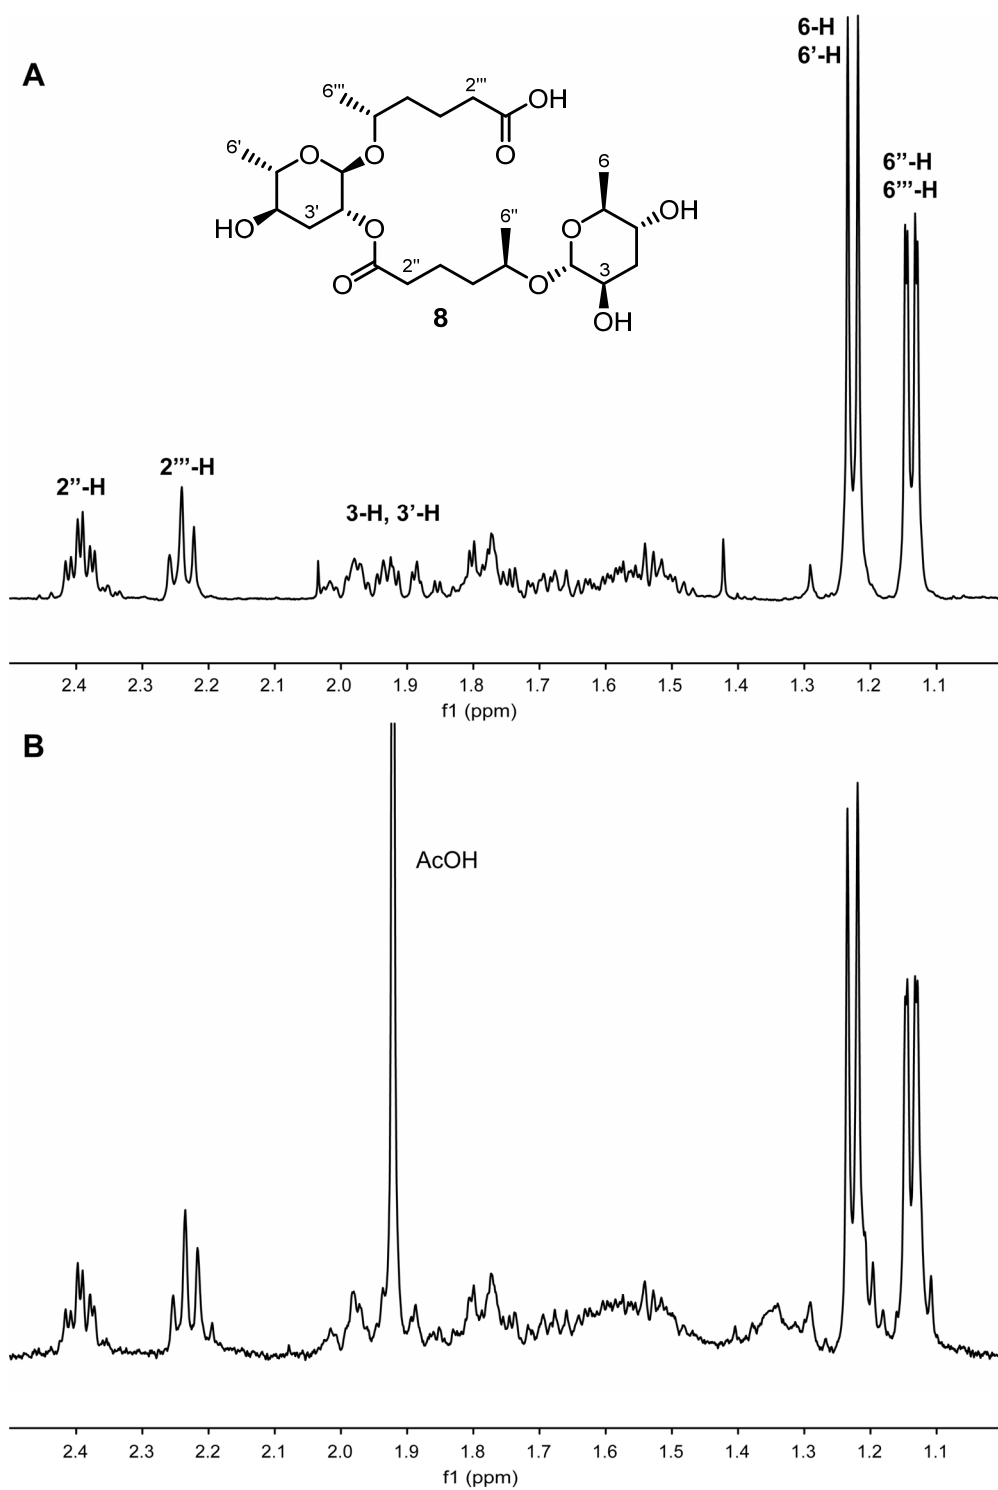 A
6-H
6’-H
6’’’
2’’’
OH
O
6’
O
O
3’
HO
O
O
6’’
2’’
O
8
6
O
OH
O
3
OH
6’’-H
6’’’-H
2’’-H
2’’’-H
3-H, 3’-H
2.4 2.3 2.2 2.1 2.0 1.9 1.8 1.7 1.6 1.5 1.4 1.3 1.2 1.1
f1 (ppm)
B
AcOH
2.4 2.3 2.2 2.1 2.0 1.9 1.8 1.7 1.6 1.5 1.4 1.3 1.2 1.1
f1 (ppm)